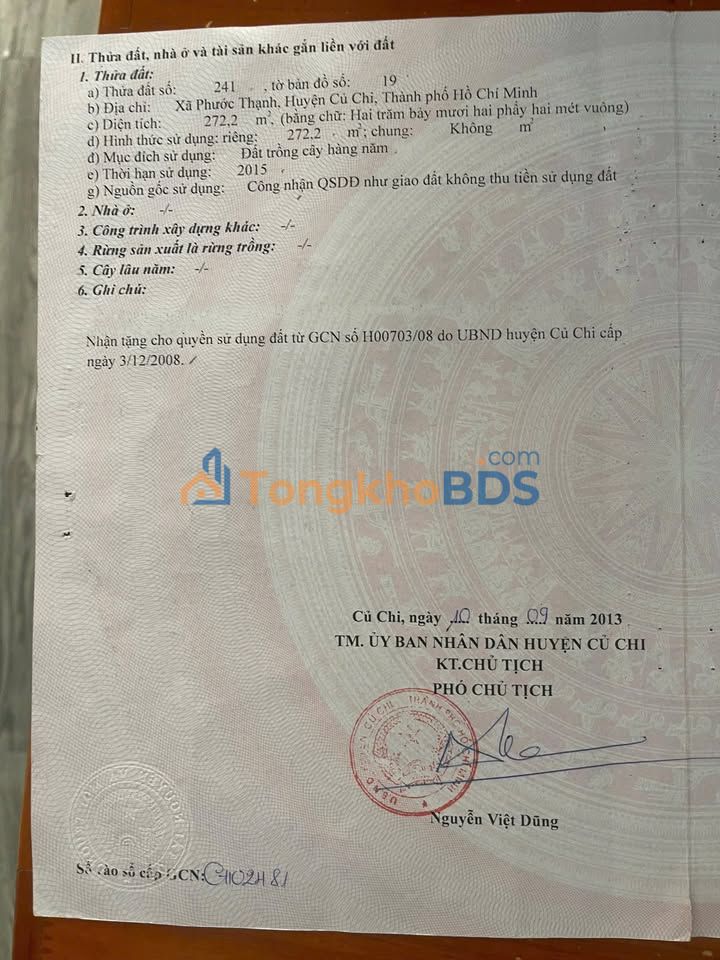 II. Thửa đất, nhà ở và tài sản khác gắn liền với đất
1. Thửa đất:
a) Thửa đất số: 241 , tờ bản đồ số: 19
b) Địa chỉ: Xã Phước Thạnh, Huyện Củ Chi, Thành phố Hồ Chí Minh
c) Diện tích: 272,2 m², (bằng chữ: Hai trăm bảy mươi hai phẩy hai mét vuông)
d) Hình thức sử dụng: riêng: 272,2 m²; chung: Không m²
đ) Mục đích sử dụng: Đất trồng cây hàng năm
e) Thời hạn sử dụng: 2015
g) Nguồn gốc sử dụng: Công nhận QSDĐ như giao đất không thu tiền sử dụng đất
2. Nhà ở: -/-
3. Công trình xây dựng khác: -/-
4. Rừng sản xuất là rừng trồng: -/-
5. Cây lâu năm: -/-
6. Ghi chú:
Nhận tặng cho quyền sử dụng đất từ GCN số H00703/08 do UBND huyện Củ Chi cấp
ngày 3/12/2008.
TongkhoBDS.com
Củ Chi, ngày 10 tháng 09 năm 2013
TM. ỦY BAN NHÂN DÂN HUYỆN CỦ CHI
KT.CHỦ TỊCH
PHÓ CHỦ TỊCH
U.B.N.D HUYỆN CỦ CHI - THÀNH PHỐ HỒ CHÍ MINH
Nguyễn Việt Dũng
Số vào sổ cấp GCN: CH02481